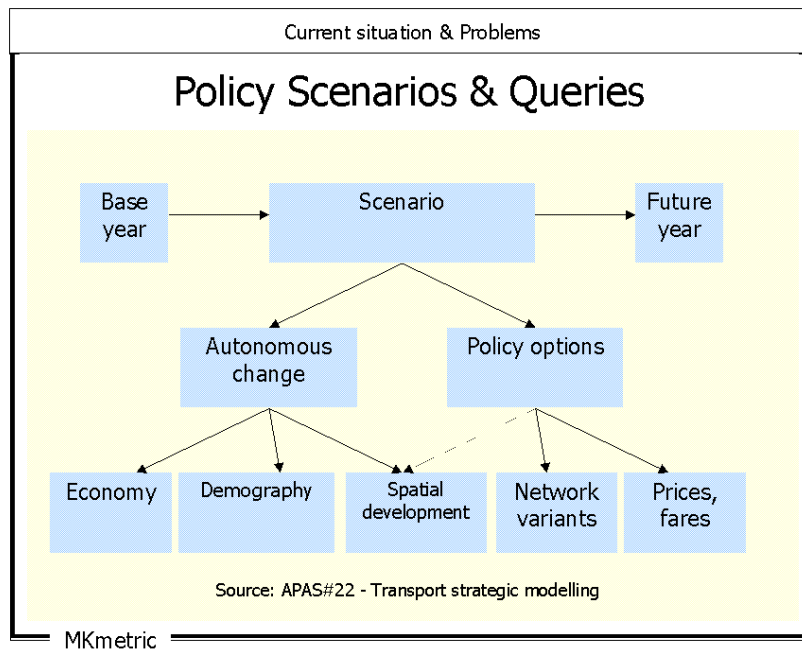 Current situation & Problems
Policy Scenarios & Queries
Base
year
Scenario
Future
year
Autonomous
change
Policy options
Economy
Demography
Spatial
development
Network
variants
Prices,
fares
Source: APAS#22 - Transport strategic modelling
MKmetric